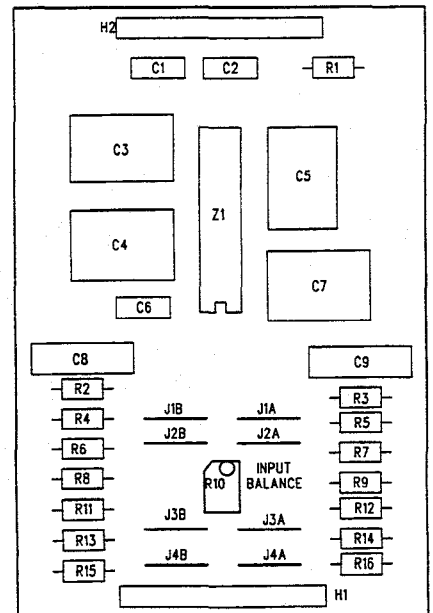 H2
C1 C2 R1
C3
C5
Z1
C4
C7
C6
C8 C9
R2 R3
R4 J1B J1A R5
J2B J2A
R6 R7
INPUT
BALANCE
R8 R10 R9
R11 R12
J3B J3A
R13 R14
J4B J4A
R15 R16
H1